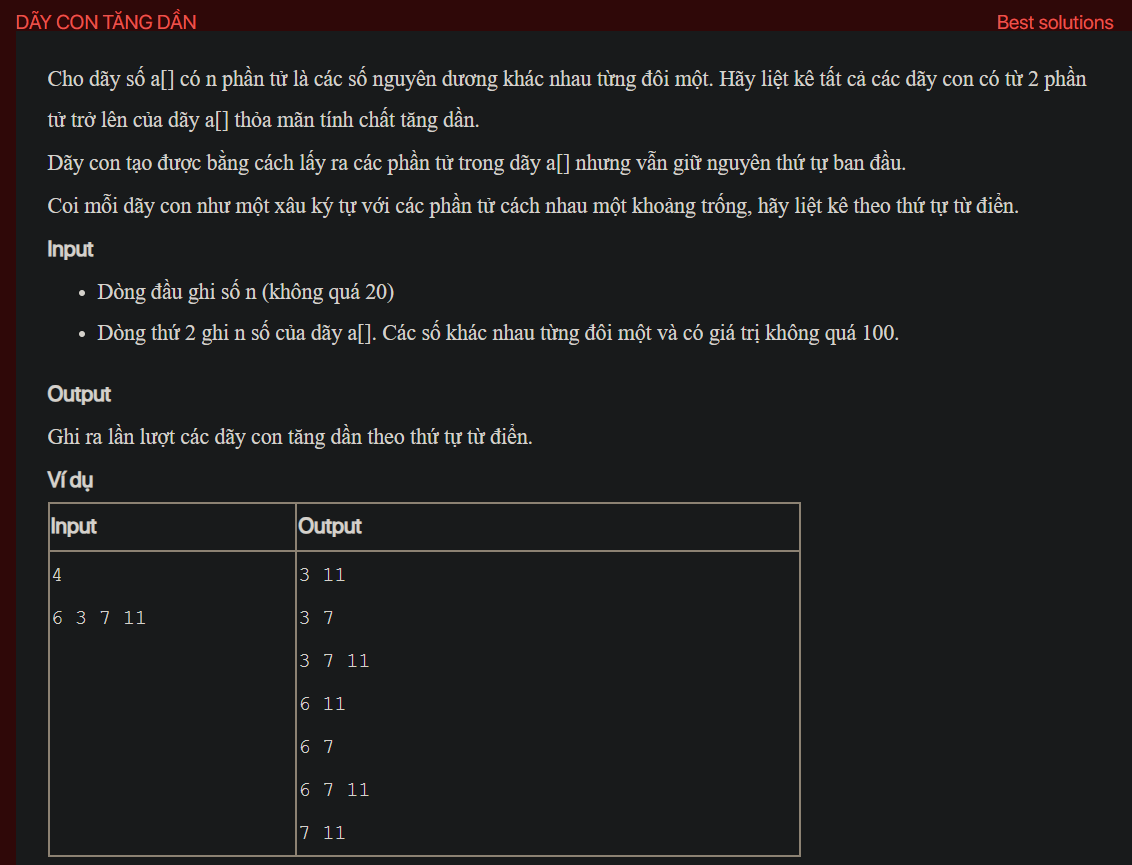 DÃY CON TĂNG DẦN Best solutions
Cho dãy số a[] có n phần tử là các số nguyên dương khác nhau từng đôi một. Hãy liệt kê tất cả các dãy con có từ 2 phần
tử trở lên của dãy a[] thỏa mãn tính chất tăng dần.
Dãy con tạo được bằng cách lấy ra các phần tử trong dãy a[] nhưng vẫn giữ nguyên thứ tự ban đầu.
Coi mỗi dãy con như một xâu ký tự với các phần tử cách nhau một khoảng trống, hãy liệt kê theo thứ tự từ điển.
Input
• Dòng đầu ghi số n (không quá 20)
• Dòng thứ 2 ghi n số của dãy a[]. Các số khác nhau từng đôi một và có giá trị không quá 100.
Output
Ghi ra lần lượt các dãy con tăng dần theo thứ tự từ điển.
Ví dụ
Input Output
4 3 11
6 3 7 11 3 7
3 7 11
6 11
6 7
6 7 11
7 11